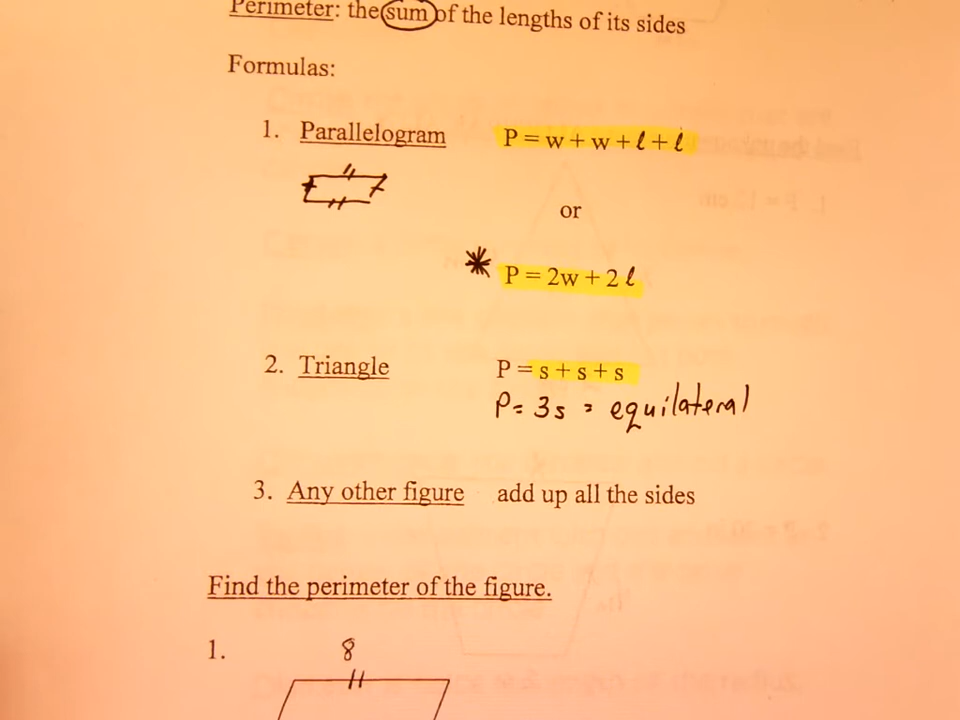 Perimeter: the sum of the lengths of its sides
Formulas:
1. Parallelogram P = w + w + ℓ + ℓ
or
* P = 2w + 2 ℓ
2. Triangle P = s + s + s
P = 3s = equilateral
3. Any other figure add up all the sides
Find the perimeter of the figure.
1. 8